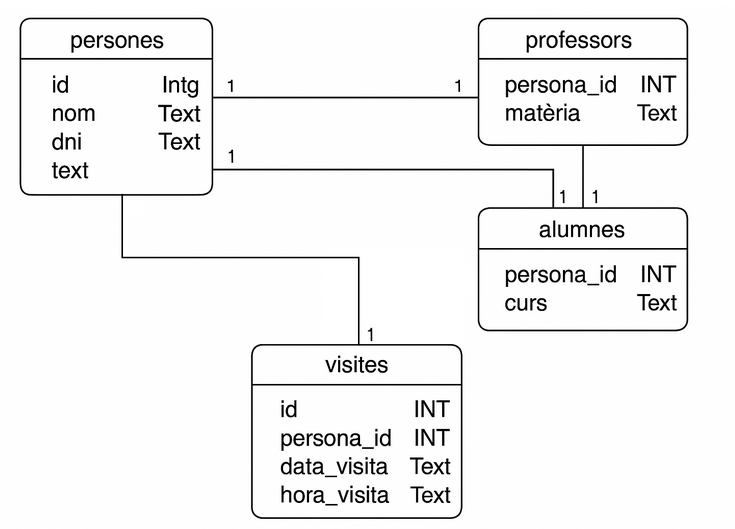 persones
id Intg
nom Text
dni Text
text
1 1
1
professors
persona_id INT
matèria Text
1 1
alumnes
persona_id INT
curs Text
1
visites
id INT
persona_id INT
data_visita Text
hora_visita Text